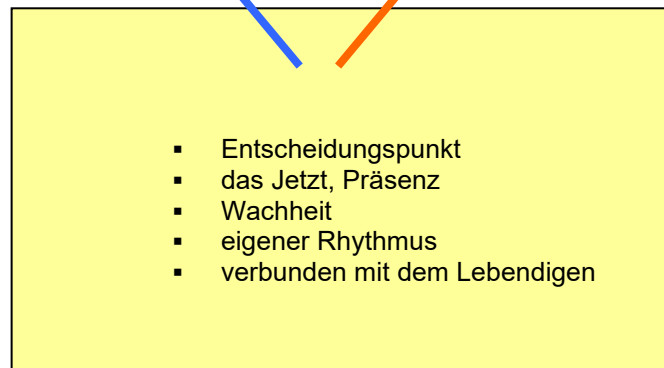 ▪ Entscheidungspunkt
▪ das Jetzt, Präsenz
▪ Wachheit
▪ eigener Rhythmus
▪ verbunden mit dem Lebendigen